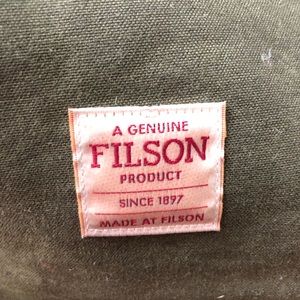 A GENUINE
FILSON
PRODUCT
SINCE 1897
MADE AT FILSON